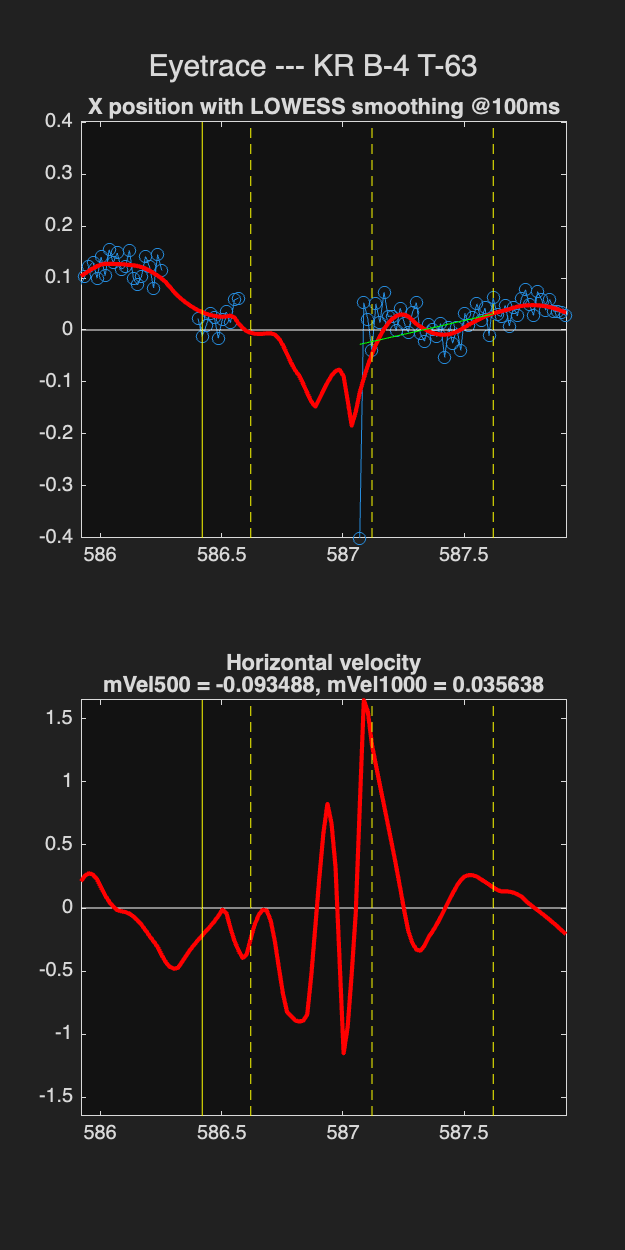 Eyetrace --- KR B-4 T-63
X position with LOWESS smoothing @100ms
0.4
0.3
0.2
0.1
0
-0.1
-0.2
-0.3
-0.4
586 586.5 587 587.5
Horizontal velocity
mVel500 = -0.093488, mVel1000 = 0.035638
1.5
1
0.5
0
-0.5
-1
-1.5
586 586.5 587 587.5